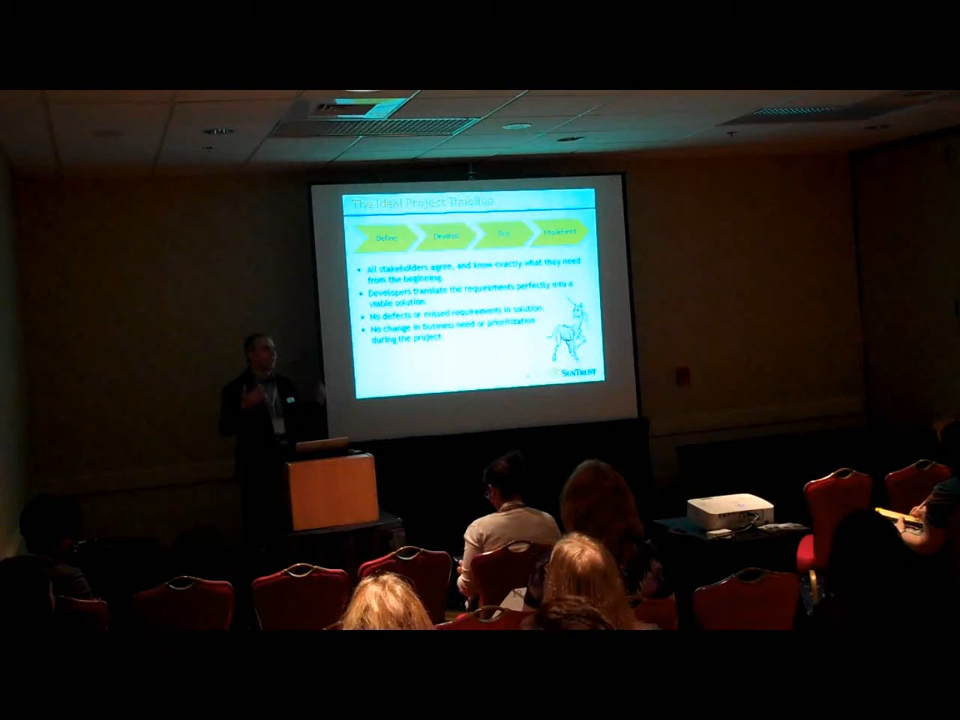 The Ideal Project Timeline
Define Develop Test Implement
• All stakeholders agree, and know exactly what they need
from the beginning.
• Developers translate the requirements perfectly into a
viable solution.
• No defects or missed requirements in solution.
• No change in business need or prioritization
during the project
SUNTRUST